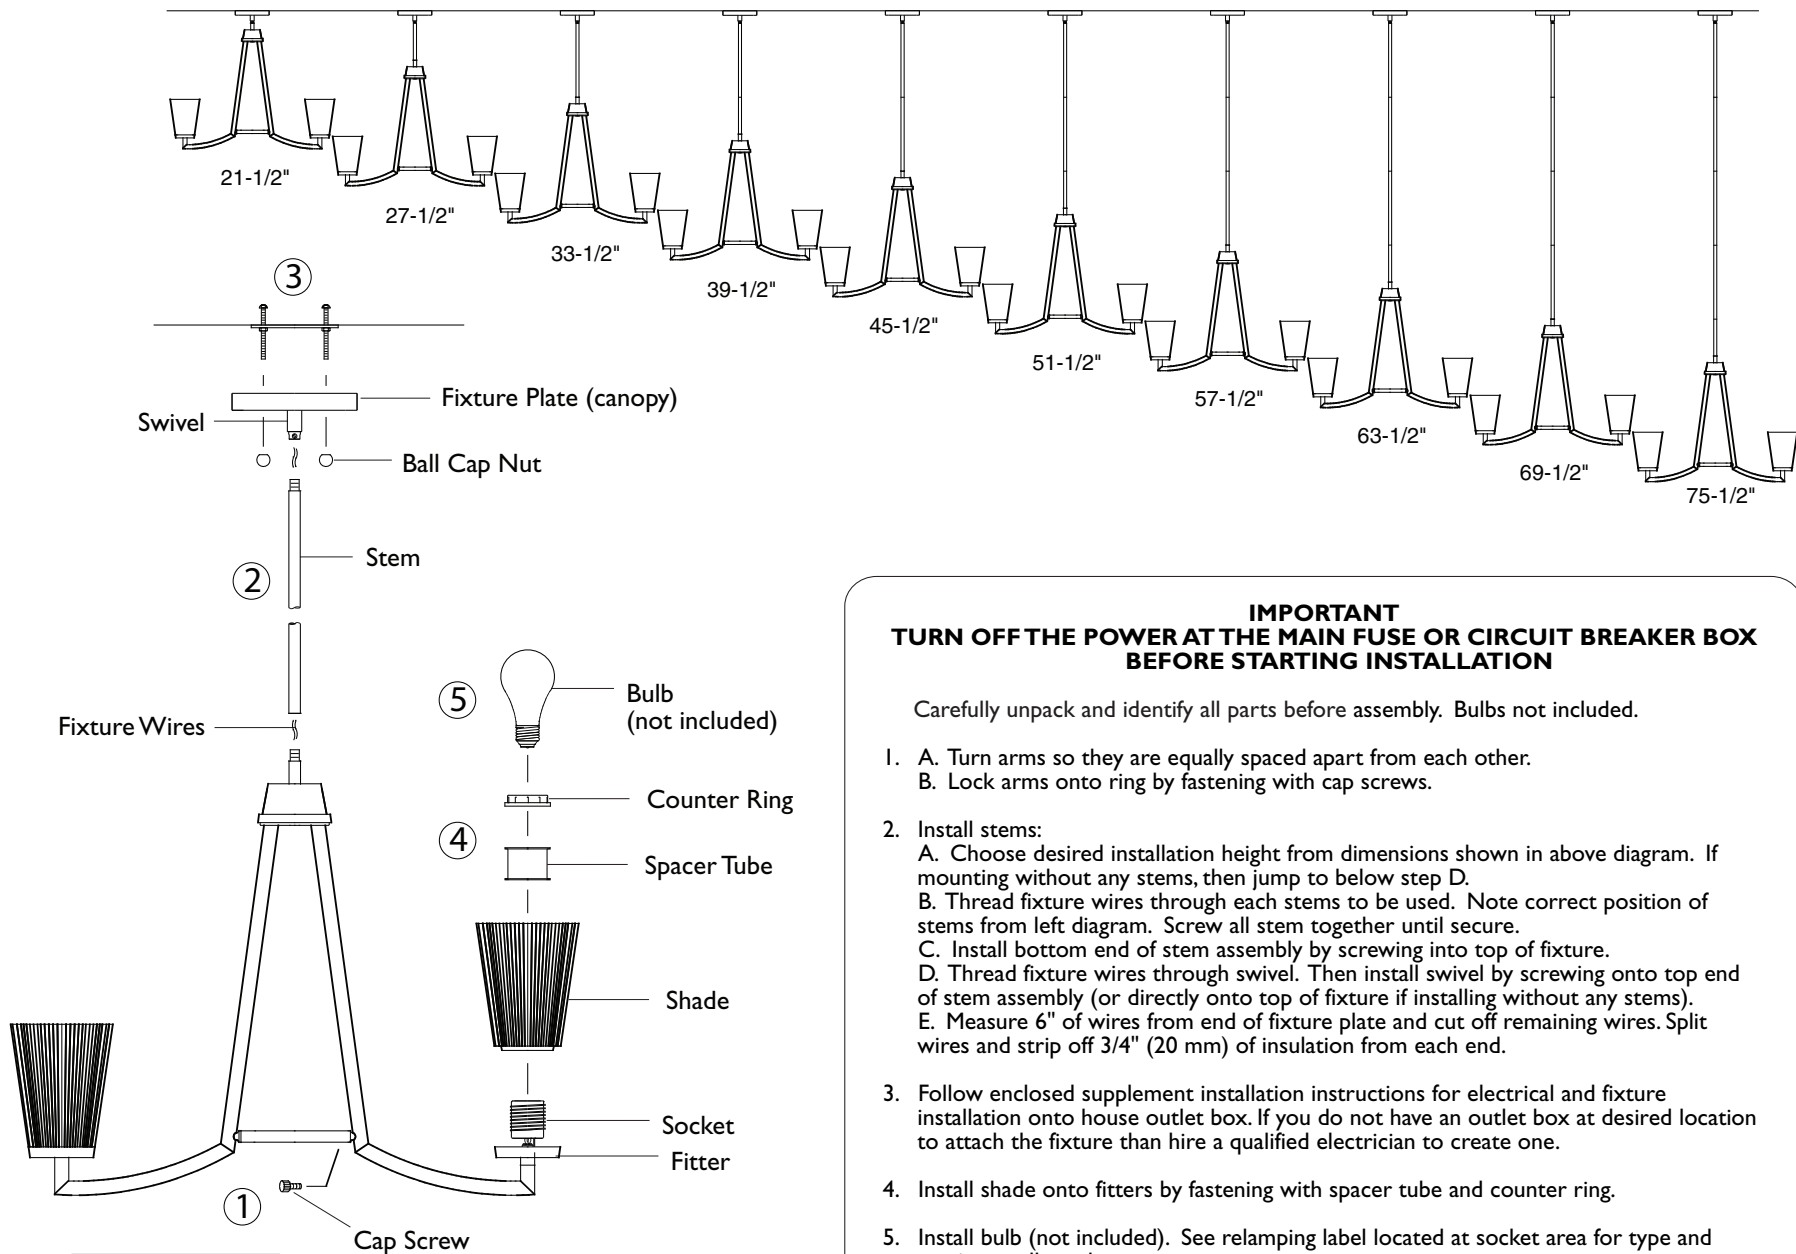 21-1/2"
27-1/2"
33-1/2"
39-1/2"
45-1/2"
51-1/2"
57-1/2"
63-1/2"
69-1/2"
75-1/2"
3
Fixture Plate (canopy)
Swivel
Ball Cap Nut
Stem
2
5
Bulb
(not included)
Fixture Wires
Counter Ring
4
Spacer Tube
Shade
Socket
Fitter
1
Cap Screw
IMPORTANT
TURN OFF THE POWER AT THE MAIN FUSE OR CIRCUIT BREAKER BOX
BEFORE STARTING INSTALLATION
Carefully unpack and identify all parts before assembly. Bulbs not included.
1. A. Turn arms so they are equally spaced apart from each other.
B. Lock arms onto ring by fastening with cap screws.
2. Install stems:
A. Choose desired installation height from dimensions shown in above diagram. If
mounting without any stems, then jump to below step D.
B. Thread fixture wires through each stems to be used. Note correct position of
stems from left diagram. Screw all stem together until secure.
C. Install bottom end of stem assembly by screwing into top of fixture.
D. Thread fixture wires through swivel. Then install swivel by screwing onto top end
of stem assembly (or directly onto top of fixture if installing without any stems).
E. Measure 6" of wires from end of fixture plate and cut off remaining wires. Split
wires and strip off 3/4" (20 mm) of insulation from each end.
3. Follow enclosed supplement installation instructions for electrical and fixture
installation onto house outlet box. If you do not have an outlet box at desired location
to attach the fixture than hire a qualified electrician to create one.
4. Install shade onto fitters by fastening with spacer tube and counter ring.
5. Install bulb (not included). See relamping label located at socket area for type and